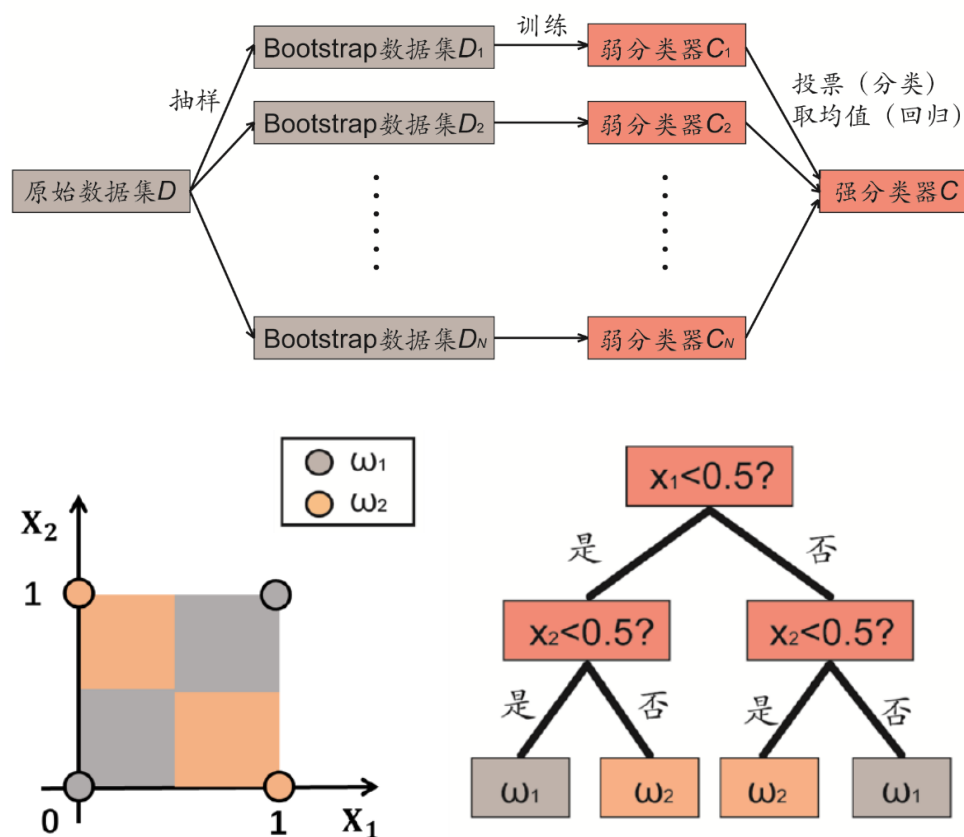 训练
Bootstrap数据集D₁
弱分类器C₁
投票（分类）
取均值（回归）
抽样
Bootstrap数据集D₂
弱分类器C₂
原始数据集D
强分类器C
Bootstrap数据集Dₙ
弱分类器Cₙ
ω₁
ω₂
X₂
1
0
1
X₁
x₁<0.5?
是
否
x₂<0.5?
x₂<0.5?
是
否
是
否
ω₁
ω₂
ω₂
ω₁